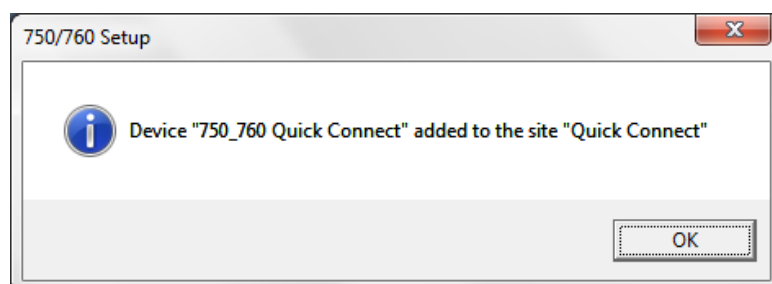 750/760 Setup
Device "750_760 Quick Connect" added to the site "Quick Connect"
OK